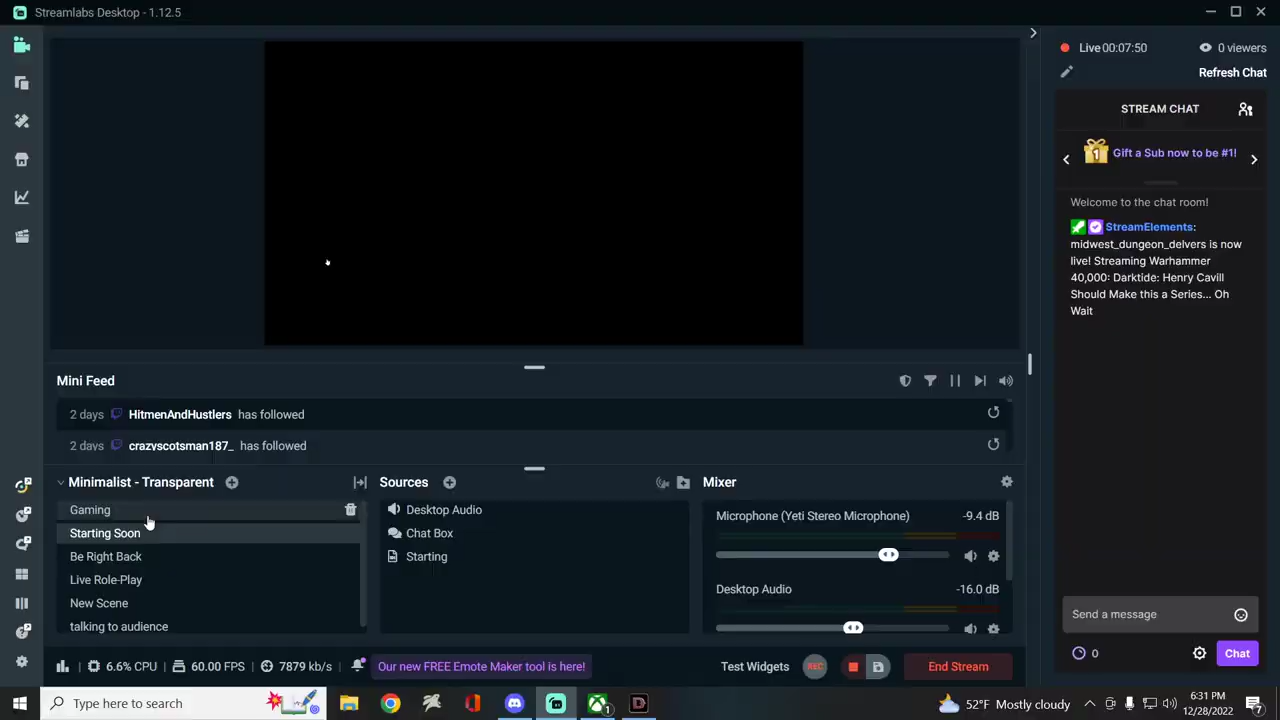 Streamlabs Desktop - 1.12.5
Live 00:07:50
0 viewers
Refresh Chat
STREAM CHAT
1
Gift a Sub now to be #1!
Welcome to the chat room!
StreamElements:
midwest_dungeon_delvers is now
live! Streaming Warhammer
40,000: Darktide: Henry Cavill
Should Make this a Series... Oh
Wait
Mini Feed
2 days HitmenAndHustlers has followed
2 days crazyscotsman187_ has followed
Minimalist - Transparent
Gaming
Starting Soon
Be Right Back
Live Role-Play
New Scene
talking to audience
Sources
Desktop Audio
Chat Box
Starting
Mixer
Microphone (Yeti Stereo Microphone) -9.4 dB
Desktop Audio -16.0 dB
Send a message
0
Chat
6.6% CPU
60.00 FPS
7879 kb/s
Our new FREE Emote Maker tool is here!
Test Widgets
REC
End Stream
Type here to search
1
52°F Mostly cloudy
6:31 PM
12/28/2022
7